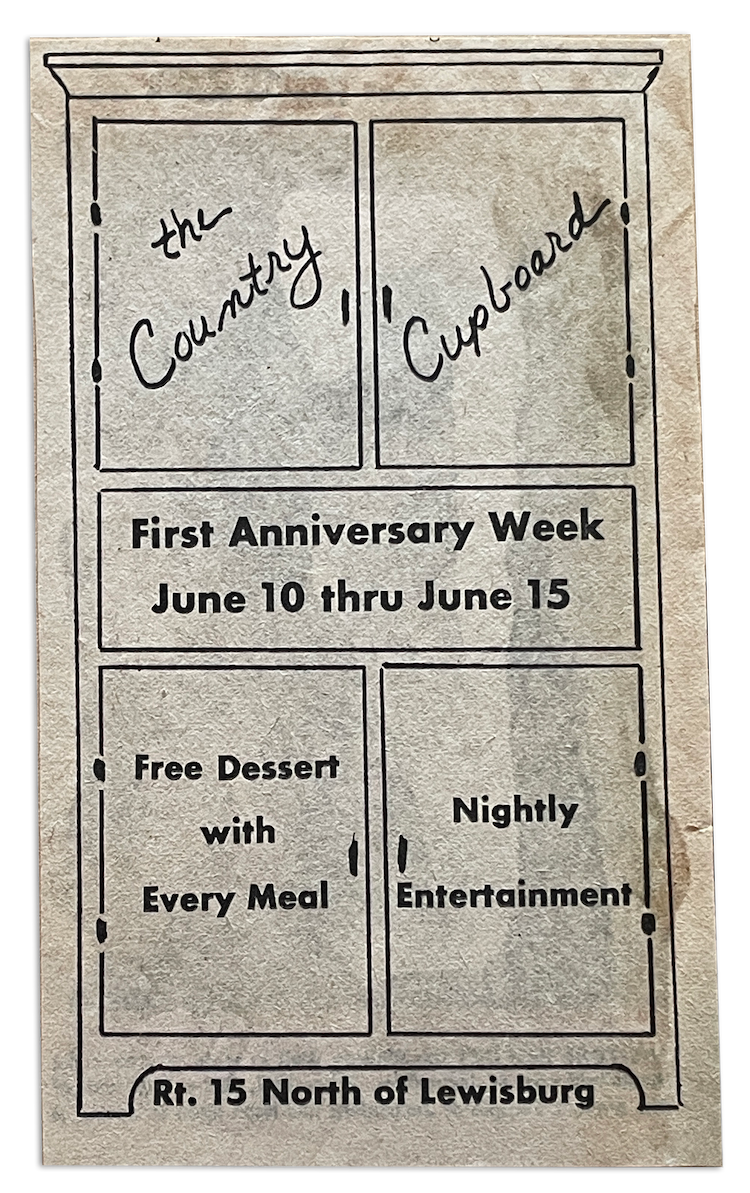 the
Country
Cupboard
First Anniversary Week
June 10 thru June 15
Free Dessert
with
Every Meal
Nightly
Entertainment
Rt. 15 North of Lewisburg